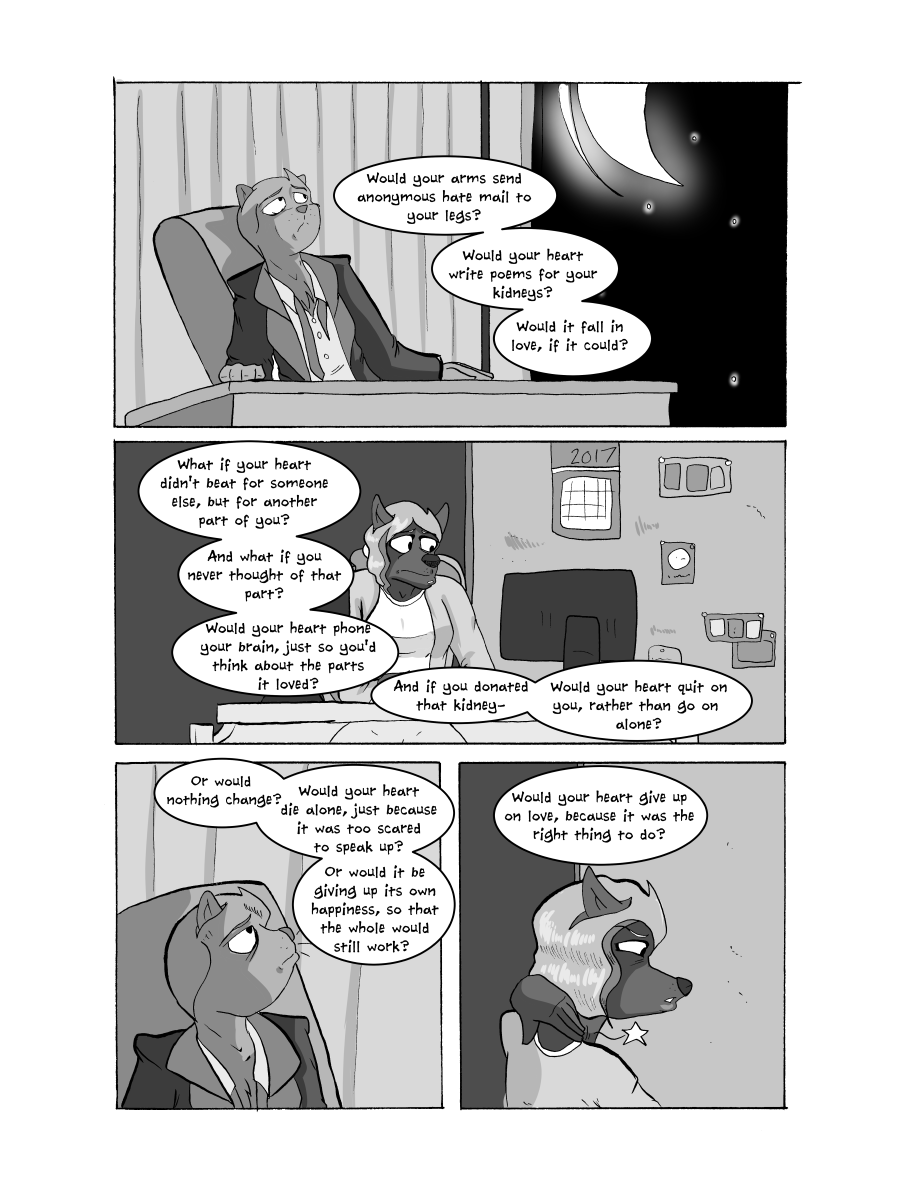 Would your arms send
anonymous hate mail to
your legs?
Would your heart
write poems for your
kidneys?
Would it fall in
love, if it could?
What if your heart
didn't beat for someone
else, but for another
part of you?
And what if you
never thought of that
part?
Would your heart phone
your brain, just so you'd
think about the parts
it loved?
And if you donated
that kidney-
Would your heart quit on
you, rather than go on
alone?
2017
Or would
nothing change?
Would your heart
die alone, just because
it was too scared
to speak up?
Or would it be
giving up its own
happiness, so that
the whole would
still work?
Would your heart give up
on love, because it was the
right thing to do?